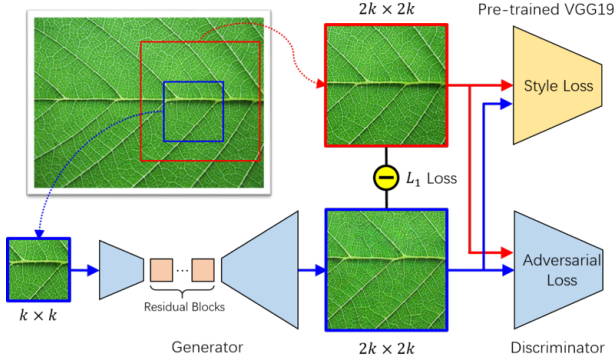 2k × 2k
Pre-trained VGG19
Style Loss
L₁ Loss
k × k
Residual Blocks
Generator
2k × 2k
Adversarial
Loss
Discriminator